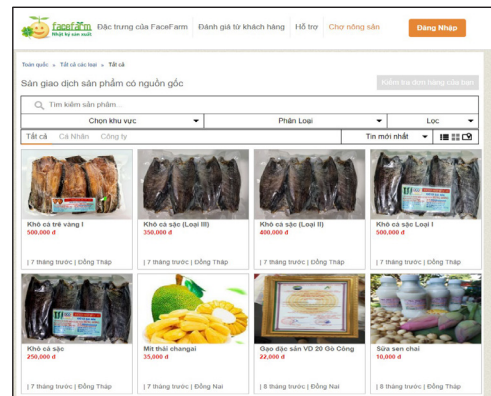 facefarm
Nhật ký sản xuất
Đặc trưng của FaceFarm Đánh giá từ khách hàng Hỗ trợ Chợ nông sản Đăng Nhập
Toàn quốc » Tất cả các loại » Tất cả
Sàn giao dịch sản phẩm có nguồn gốc Kiểm tra đơn hàng của bạn
Tìm kiếm sản phẩm...
Chọn khu vực Phân Loại Lọc
Tất cả Cá Nhân Công ty Tin mới nhất
Khô cá trê vàng I
500,000 đ
| 7 tháng trước | Đồng Tháp
Khô cá sặc (Loại III)
350,000 đ
| 7 tháng trước | Đồng Tháp
Khô cá sặc (Loại II)
400,000 đ
| 7 tháng trước | Đồng Tháp
Khô cá sặc Loại I
500,000 đ
| 7 tháng trước | Đồng Tháp
Khô cá sặc
250,000 đ
| 7 tháng trước | Đồng Tháp
Mít thái changai
35,000 đ
| 7 tháng trước | Đồng Nai
Gạo đặc sản VD 20 Gò Công
22,000 đ
| 8 tháng trước | Đồng Nai
Sữa sen chai
10,000 đ
| 8 tháng trước | Đồng Tháp